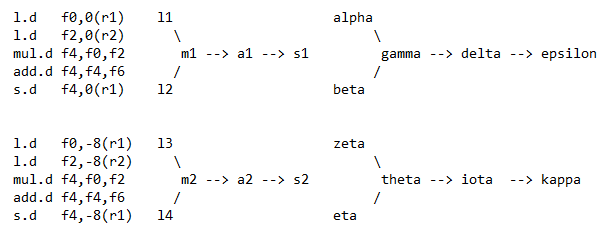 l.d f0,0(r1) l1 alpha
l.d f2,0(r2) \ \
mul.d f4,f0,f2 m1 --> a1 --> s1 gamma --> delta --> epsilon
add.d f4,f4,f6 / /
s.d f4,0(r1) l2 beta
l.d f0,-8(r1) l3 zeta
l.d f2,-8(r2) \ \
mul.d f4,f0,f2 m2 --> a2 --> s2 theta --> iota --> kappa
add.d f4,f4,f6 / /
s.d f4,-8(r1) l4 eta